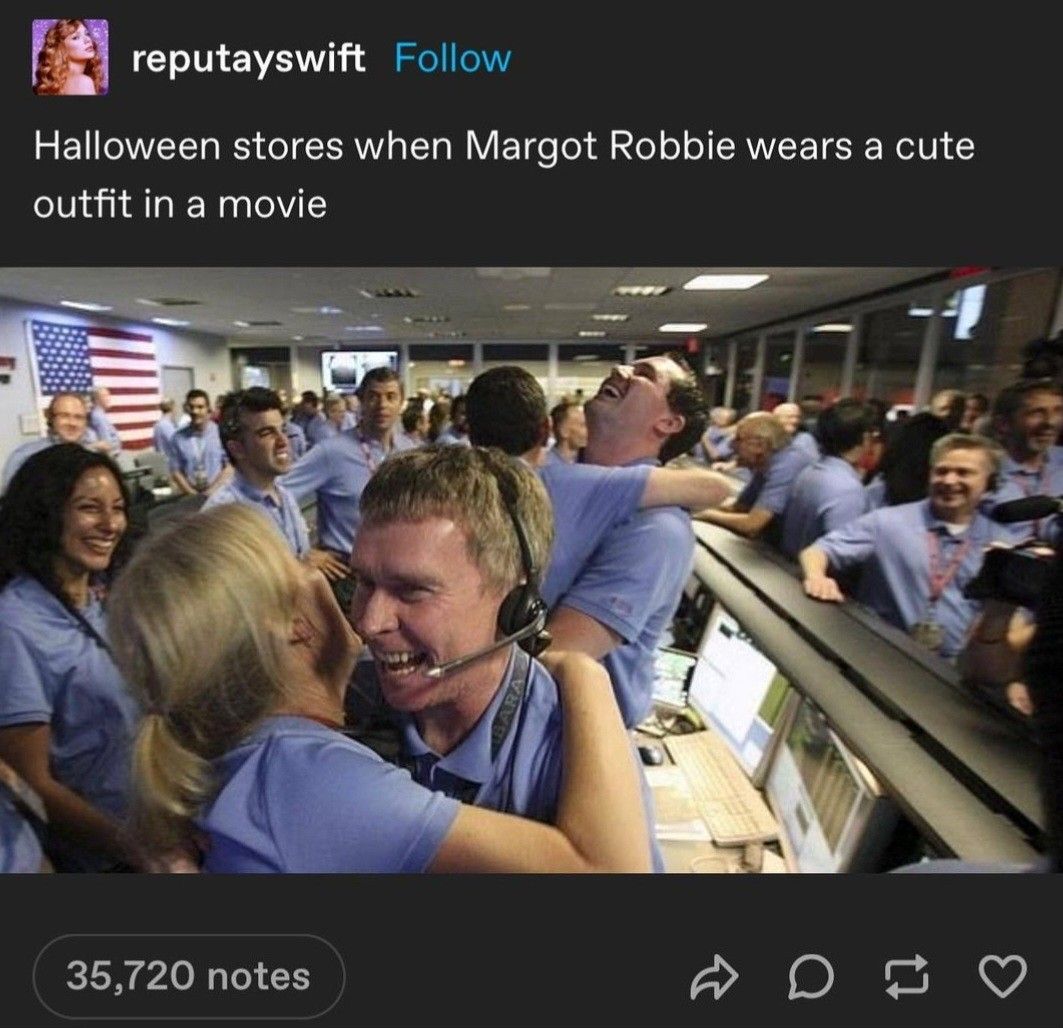 reputayswift Follow
Halloween stores when Margot Robbie wears a cute
outfit in a movie
35,720 notes